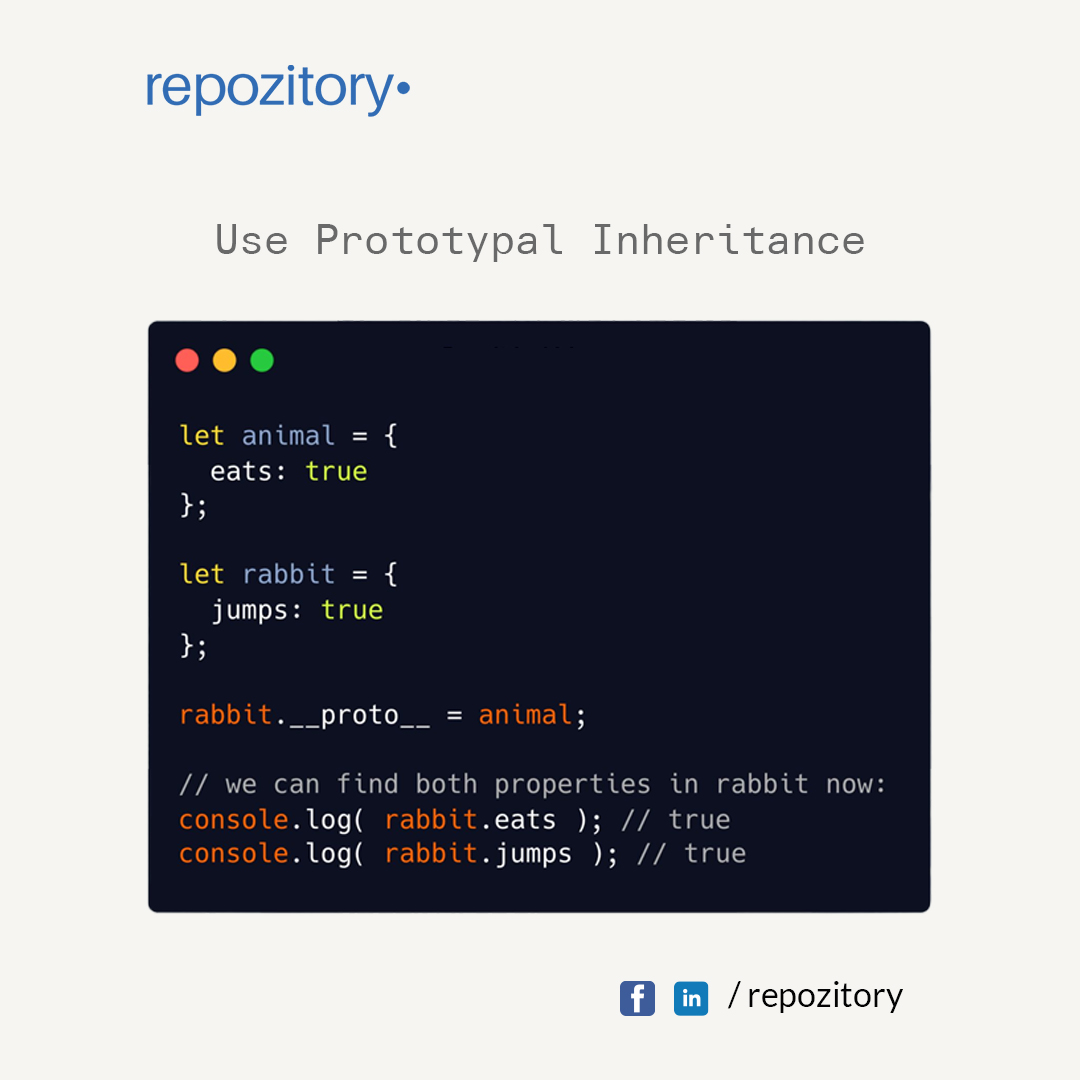 repozitory•
Use Prototypal Inheritance
let animal = {
  eats: true
};
let rabbit = {
  jumps: true
};
rabbit.__proto__ = animal;
// we can find both properties in rabbit now:
console.log( rabbit.eats ); // true
console.log( rabbit.jumps ); // true
f in / repozitory